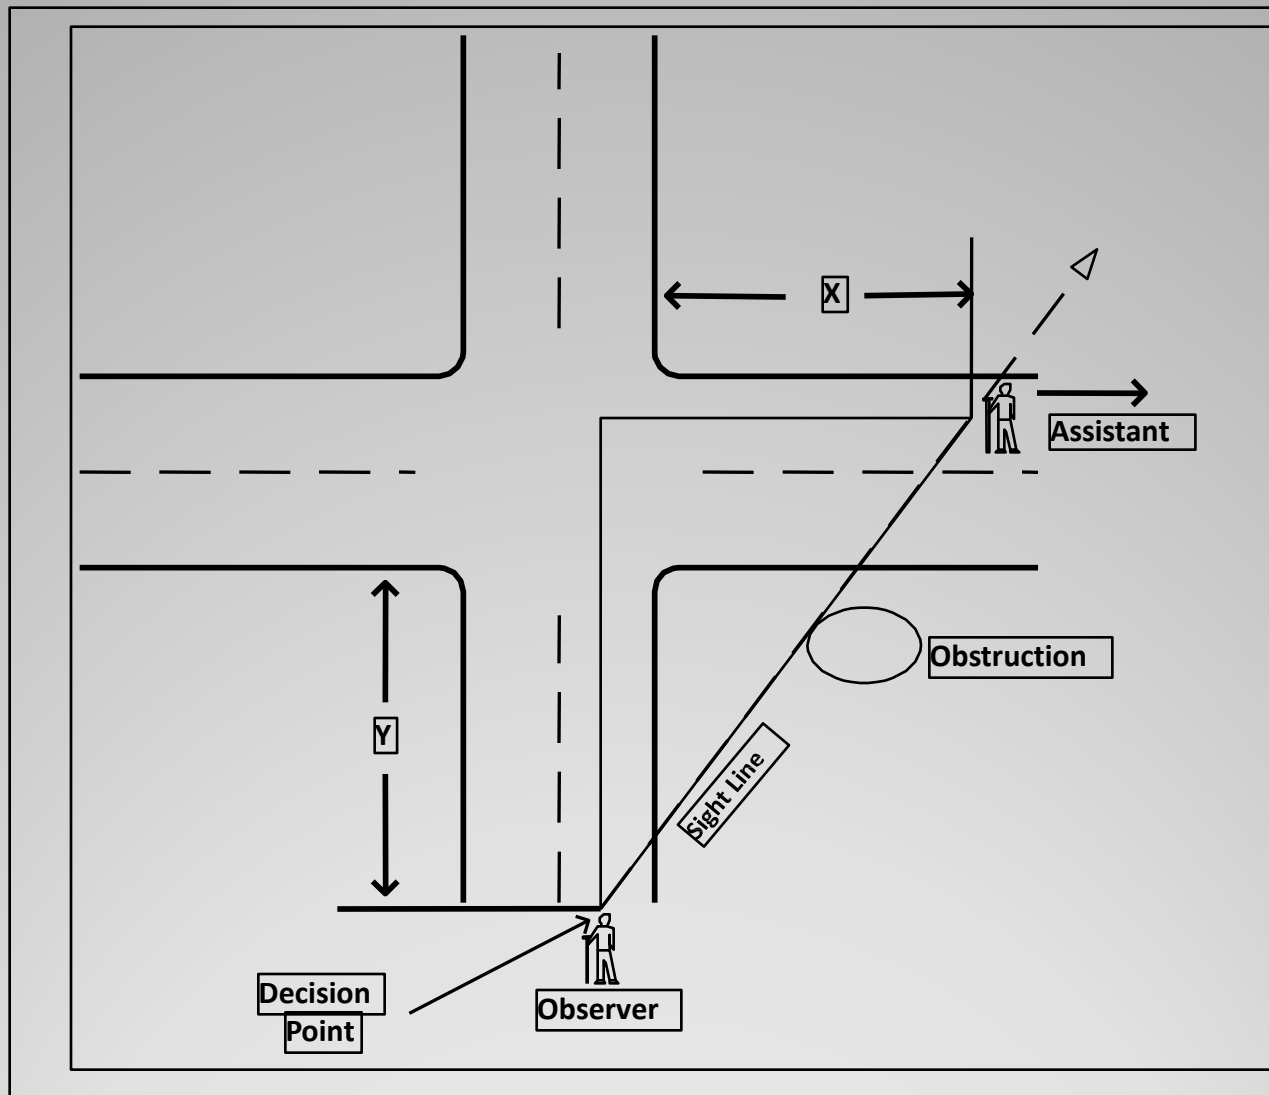 X
Assistant
Obstruction
Y
Sight Line
Decision
Point
Observer